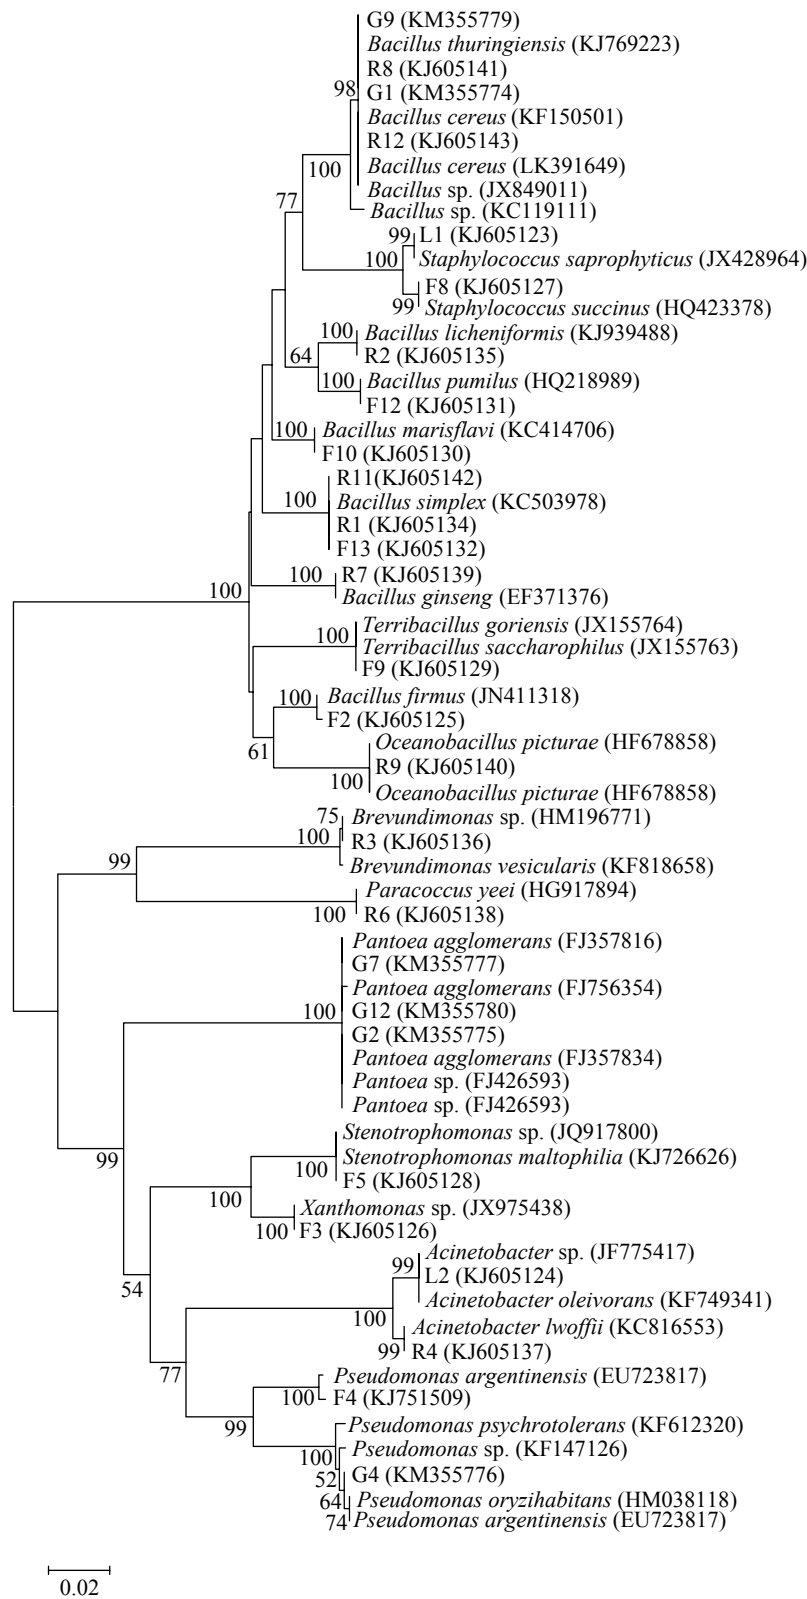 G9 (KM355779)
Bacillus thuringiensis (KJ769223)
R8 (KJ605141)
98
G1 (KM355774)
Bacillus cereus (KF150501)
R12 (KJ605143)
Bacillus cereus (LK391649)
100
Bacillus sp. (JX849011)
77
Bacillus sp. (KC119111)
99 L1 (KJ605123)
100 Staphylococcus saprophyticus (JX428964)
F8 (KJ605127)
99 Staphylococcus succinus (HQ423378)
100 Bacillus licheniformis (KJ939488)
64 R2 (KJ605135)
100 Bacillus pumilus (HQ218989)
F12 (KJ605131)
100 Bacillus marisflavi (KC414706)
F10 (KJ605130)
R11(KJ605142)
100 Bacillus simplex (KC503978)
R1 (KJ605134)
F13 (KJ605132)
100 R7 (KJ605139)
100 Bacillus ginseng (EF371376)
Terribacillus goriensis (JX155764)
100 Terribacillus saccharophilus (JX155763)
F9 (KJ605129)
100 Bacillus firmus (JN411318)
F2 (KJ605125)
61 Oceanobacillus picturae (HF678858)
R9 (KJ605140)
100
Oceanobacillus picturae (HF678858)
75 Brevundimonas sp. (HM196771)
100 R3 (KJ605136)
99 Brevundimonas vesicularis (KF818658)
Paracoccus yeei (HG917894)
100 R6 (KJ605138)
Pantoea agglomerans (FJ357816)
G7 (KM355777)
Pantoea agglomerans (FJ756354)
100 G12 (KM355780)
G2 (KM355775)
Pantoea agglomerans (FJ357834)
Pantoea sp. (FJ426593)
Pantoea sp. (FJ426593)
Stenotrophomonas sp. (JQ917800)
99 Stenotrophomonas maltophilia (KJ726626)
100 F5 (KJ605128)
100 Xanthomonas sp. (JX975438)
100 F3 (KJ605126)
Acinetobacter sp. (JF775417)
99 L2 (KJ605124)
54 Acinetobacter oleivorans (KF749341)
100 Acinetobacter lwoffii (KC816553)
99 R4 (KJ605137)
77 Pseudomonas argentinensis (EU723817)
100 F4 (KJ751509)
99 Pseudomonas psychrotolerans (KF612320)
100 Pseudomonas sp. (KF147126)
52 G4 (KM355776)
64 Pseudomonas oryzihabitans (HM038118)
74 Pseudomonas argentinensis (EU723817)
0.02